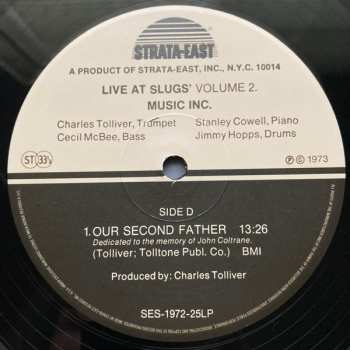 STRATA-EAST
A PRODUCT OF STRATA-EAST, INC., N.Y.C. 10014
LIVE AT SLUGS' VOLUME 2.
MUSIC INC.
Charles Tolliver, Trumpet Stanley Cowell, Piano
Cecil McBee, Bass Jimmy Hopps, Drums
ST 33⅓ ℗ © 1973
SIDE D
1.OUR SECOND FATHER 13:26
Dedicated to the memory of John Coltrane.
(Tolliver; Tolltone Publ. Co.) BMI
Produced by: Charles Tolliver
SES-1972-25LP